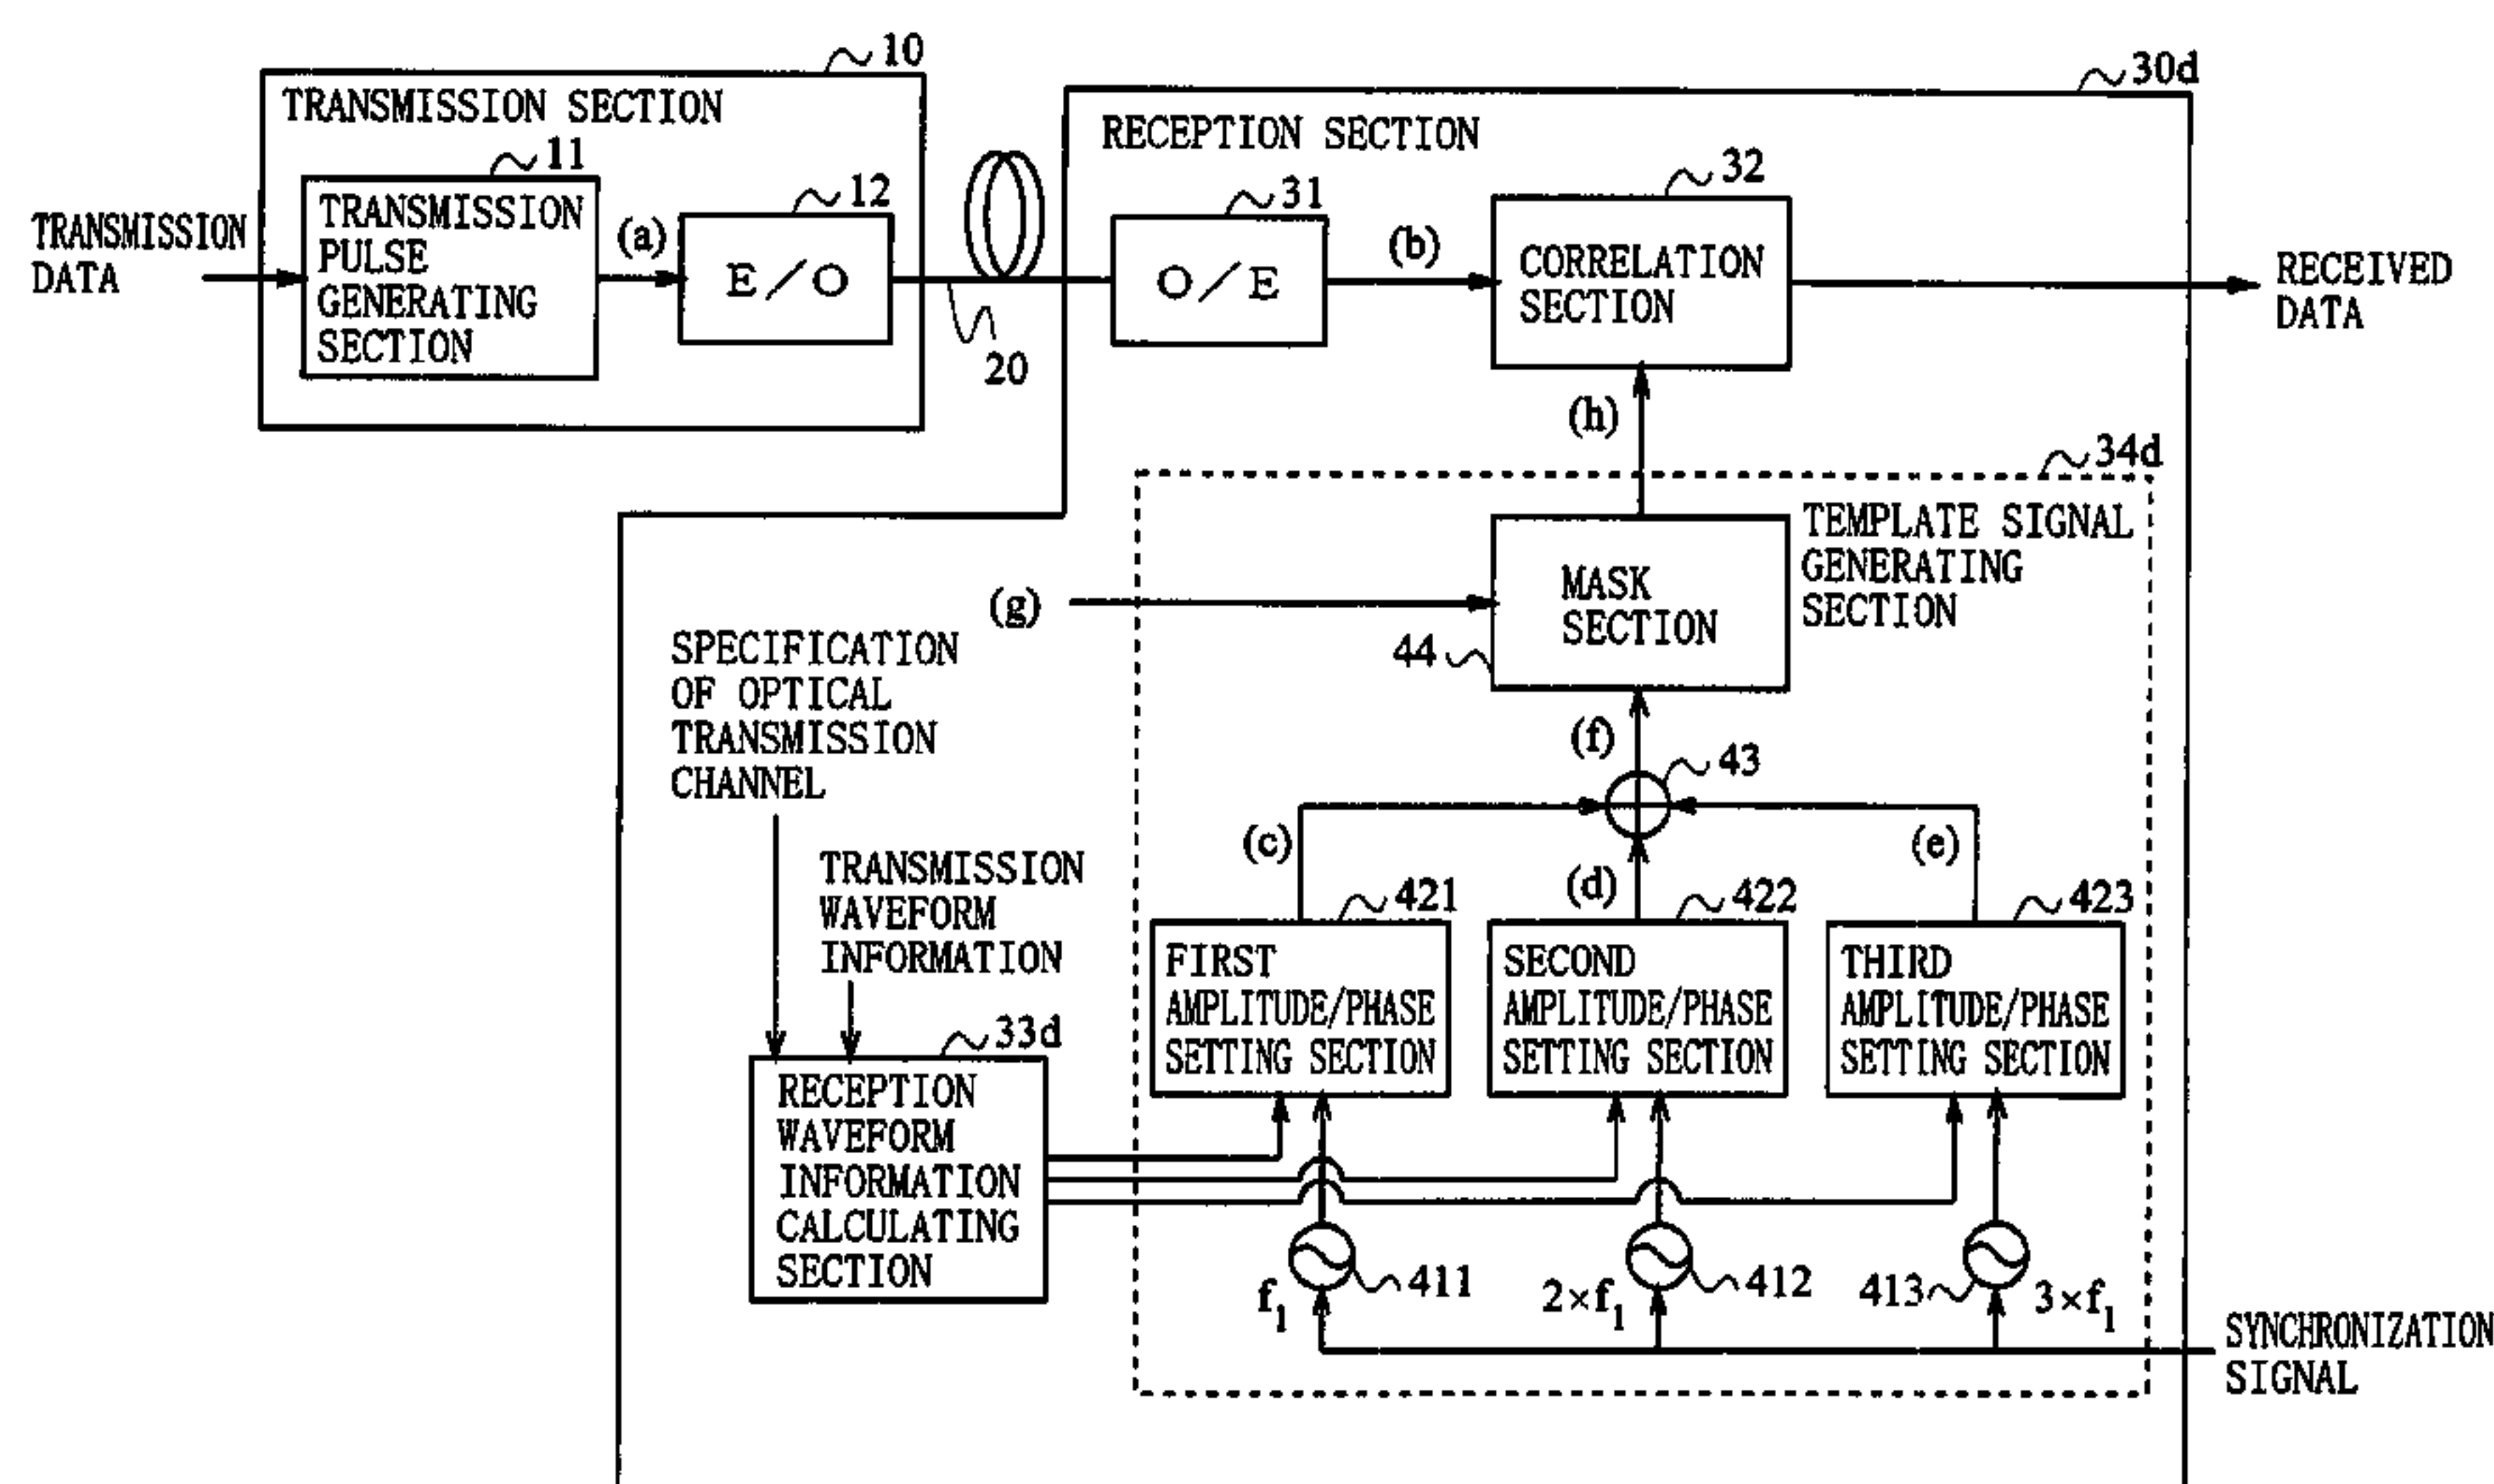 10
TRANSMISSION SECTION
11
TRANSMISSION
PULSE
GENERATING
SECTION
TRANSMISSION
DATA
(a)
12
E/O
20
30d
RECEPTION SECTION
31
O/E
(b)
32
CORRELATION
SECTION
RECEIVED
DATA
(h)
34d
TEMPLATE SIGNAL
GENERATING
SECTION
MASK
SECTION
44
(g)
(f)
43
(c)
(d)
(e)
SPECIFICATION
OF OPTICAL
TRANSMISSION
CHANNEL
TRANSMISSION
WAVEFORM
INFORMATION
33d
RECEPTION
WAVEFORM
INFORMATION
CALCULATING
SECTION
421
FIRST
AMPLITUDE/PHASE
SETTING SECTION
422
SECOND
AMPLITUDE/PHASE
SETTING SECTION
423
THIRD
AMPLITUDE/PHASE
SETTING SECTION
f₁
411
2×f₁
412
413
3×f₁
SYNCHRONIZATION
SIGNAL